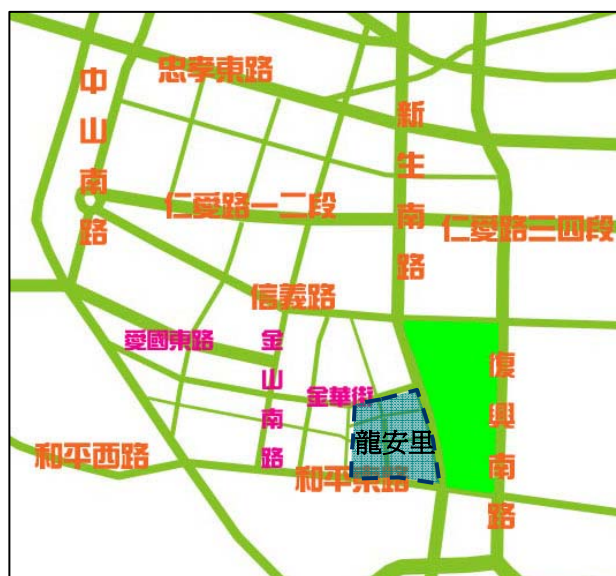 忠孝東路
中山南路
新生南路
仁愛路一二段
仁愛路三四段
信義路
愛國東路
金山南路
復興南路
金華街
龍安里
和平西路
和平東路